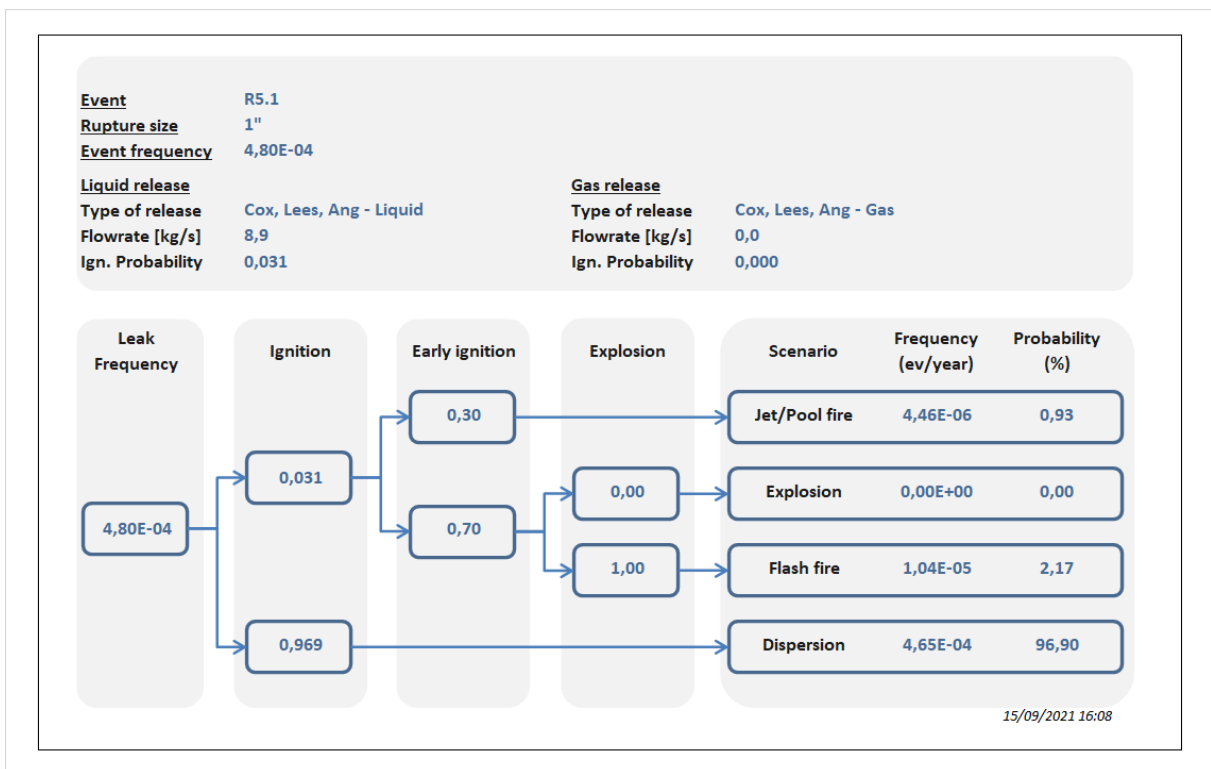 Event R5.1
Rupture size 1"
Event frequency 4,80E-04
Liquid release Gas release
Type of release Cox, Lees, Ang - Liquid Type of release Cox, Lees, Ang - Gas
Flowrate [kg/s] 8,9 Flowrate [kg/s] 0,0
Ign. Probability 0,031 Ign. Probability 0,000
Leak Frequency Ignition Early ignition Explosion Scenario Frequency (ev/year) Probability (%)
0,30 Jet/Pool fire 4,46E-06 0,93
0,031 0,00 Explosion 0,00E+00 0,00
4,80E-04 0,70
1,00 Flash fire 1,04E-05 2,17
0,969 Dispersion 4,65E-04 96,90
15/09/2021 16:08